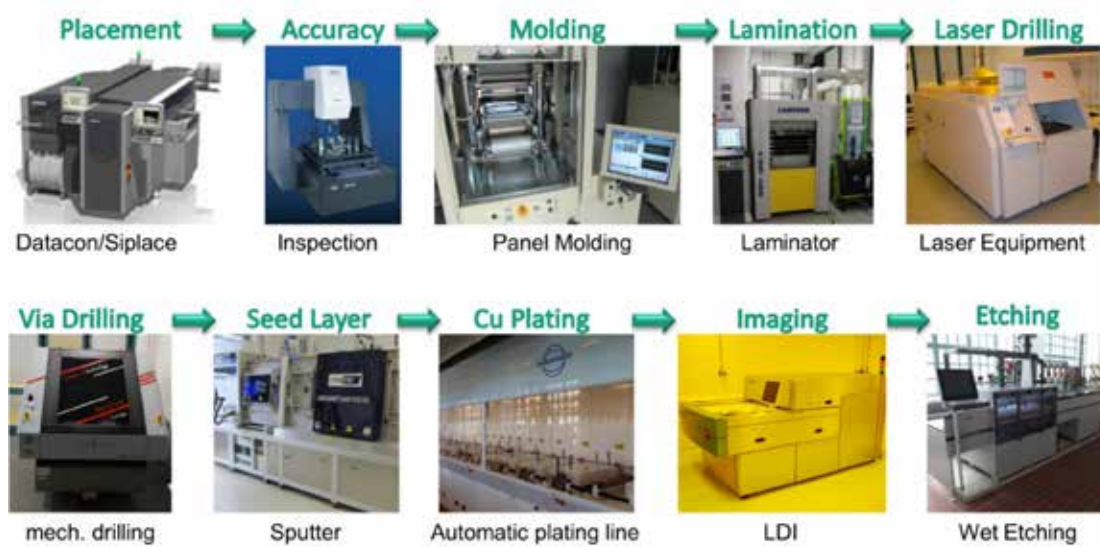 Placement
Accuracy
Molding
Lamination
Laser Drilling
Datacon/Siplace
Inspection
Panel Molding
Laminator
Laser Equipment
Via Drilling
Seed Layer
Cu Plating
Imaging
Etching
mech. drilling
Sputter
Automatic plating line
LDI
Wet Etching